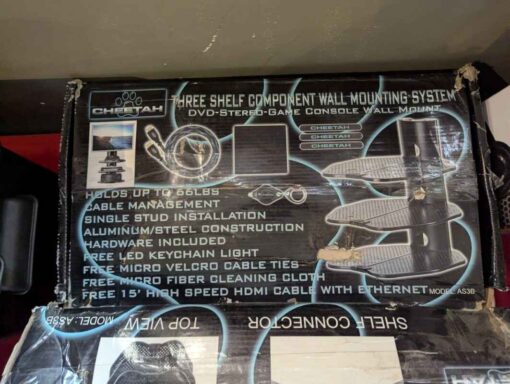 CHEETAH
THREE SHELF COMPONENT WALL MOUNTING SYSTEM
DVD-STEREO-GAME CONSOLE WALL MOUNT
CHEETAH
CHEETAH
CHEETAH
HOLDS UP TO 66LBS
CABLE MANAGEMENT
SINGLE STUD INSTALLATION
ALUMINUM/STEEL CONSTRUCTION
HARDWARE INCLUDED
FREE LED KEYCHAIN LIGHT
FREE MICRO VELCRO CABLE TIES
FREE MICRO FIBER CLEANING CLOTH
FREE 15' HIGH SPEED HDMI CABLE WITH ETHERNET MODEL: AS3B
MODEL: AS3B
TOP VIEW
SHELF CONNECTOR